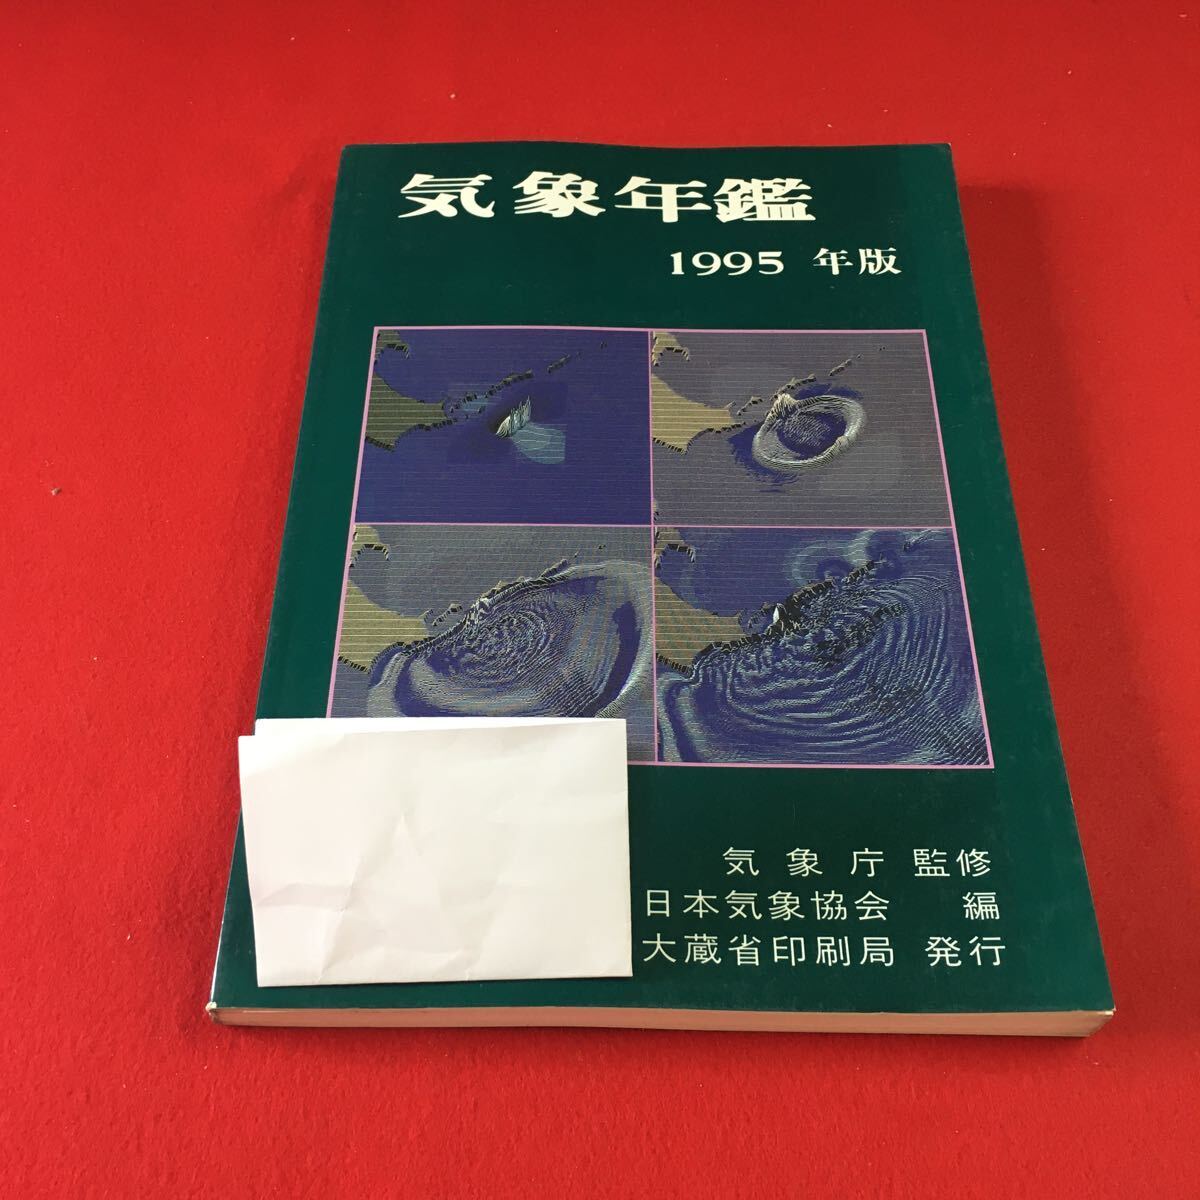 気象年鑑
1995 年版
気象庁 監修
日本気象協会 編
大蔵省印刷局 発行